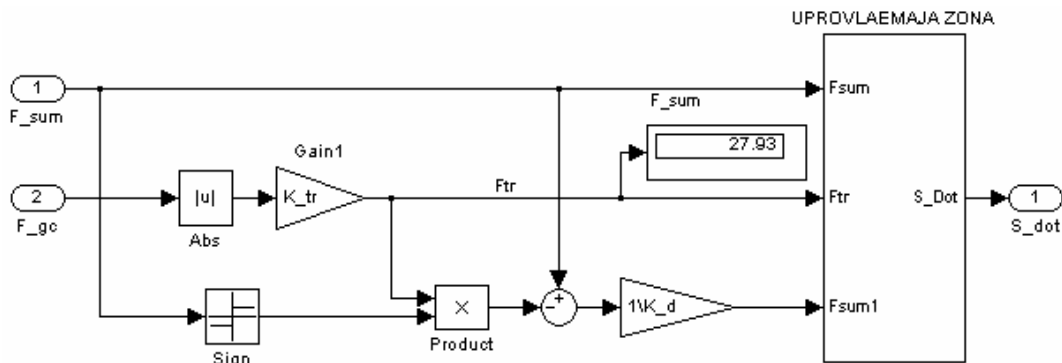 UPROVLAEMAJA ZONA
1
F_sum
F_sum
Fsum
27.93
Gain1
2
F_gc
|u|
Abs
K_tr
Ftr
Ftr
S_Dot
1
S_dot
Sign
×
Product
1\K_d
Fsum1